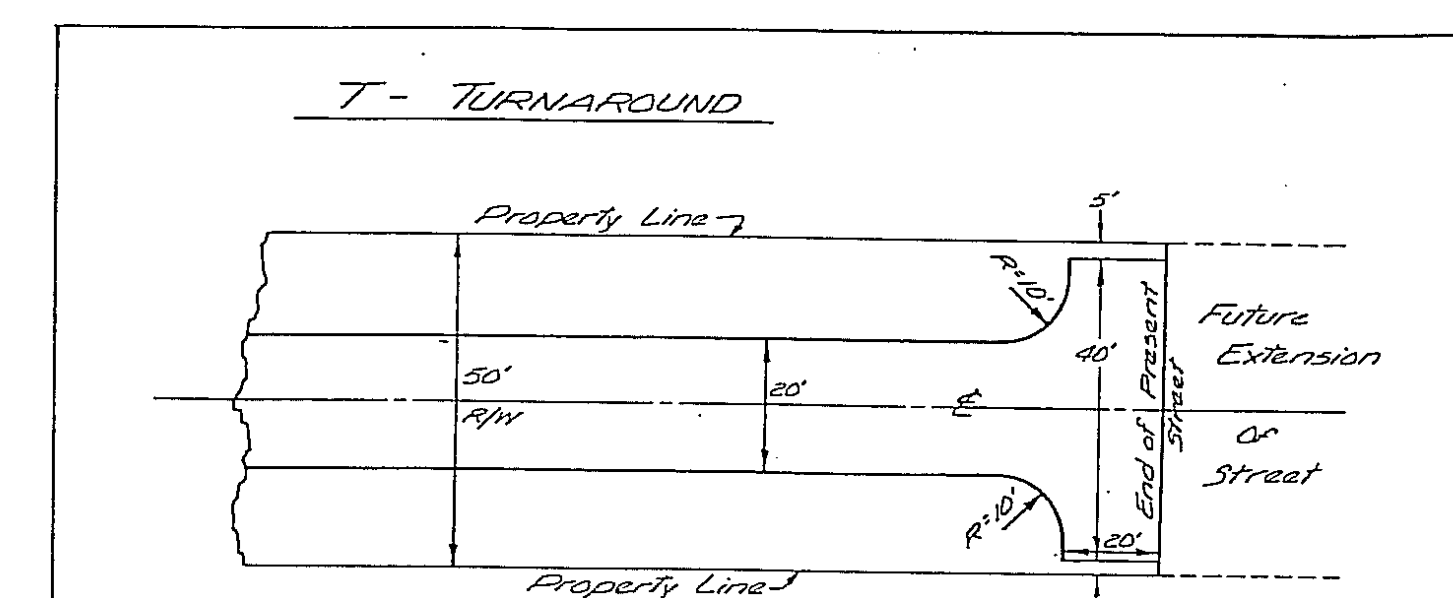 T - TURNAROUND
Property Line
5'
R=10'
Future
Extension
50'
R/W
20'
℄
40'
End of Present
Street
Of
Street
R=10'
20'
Property Line